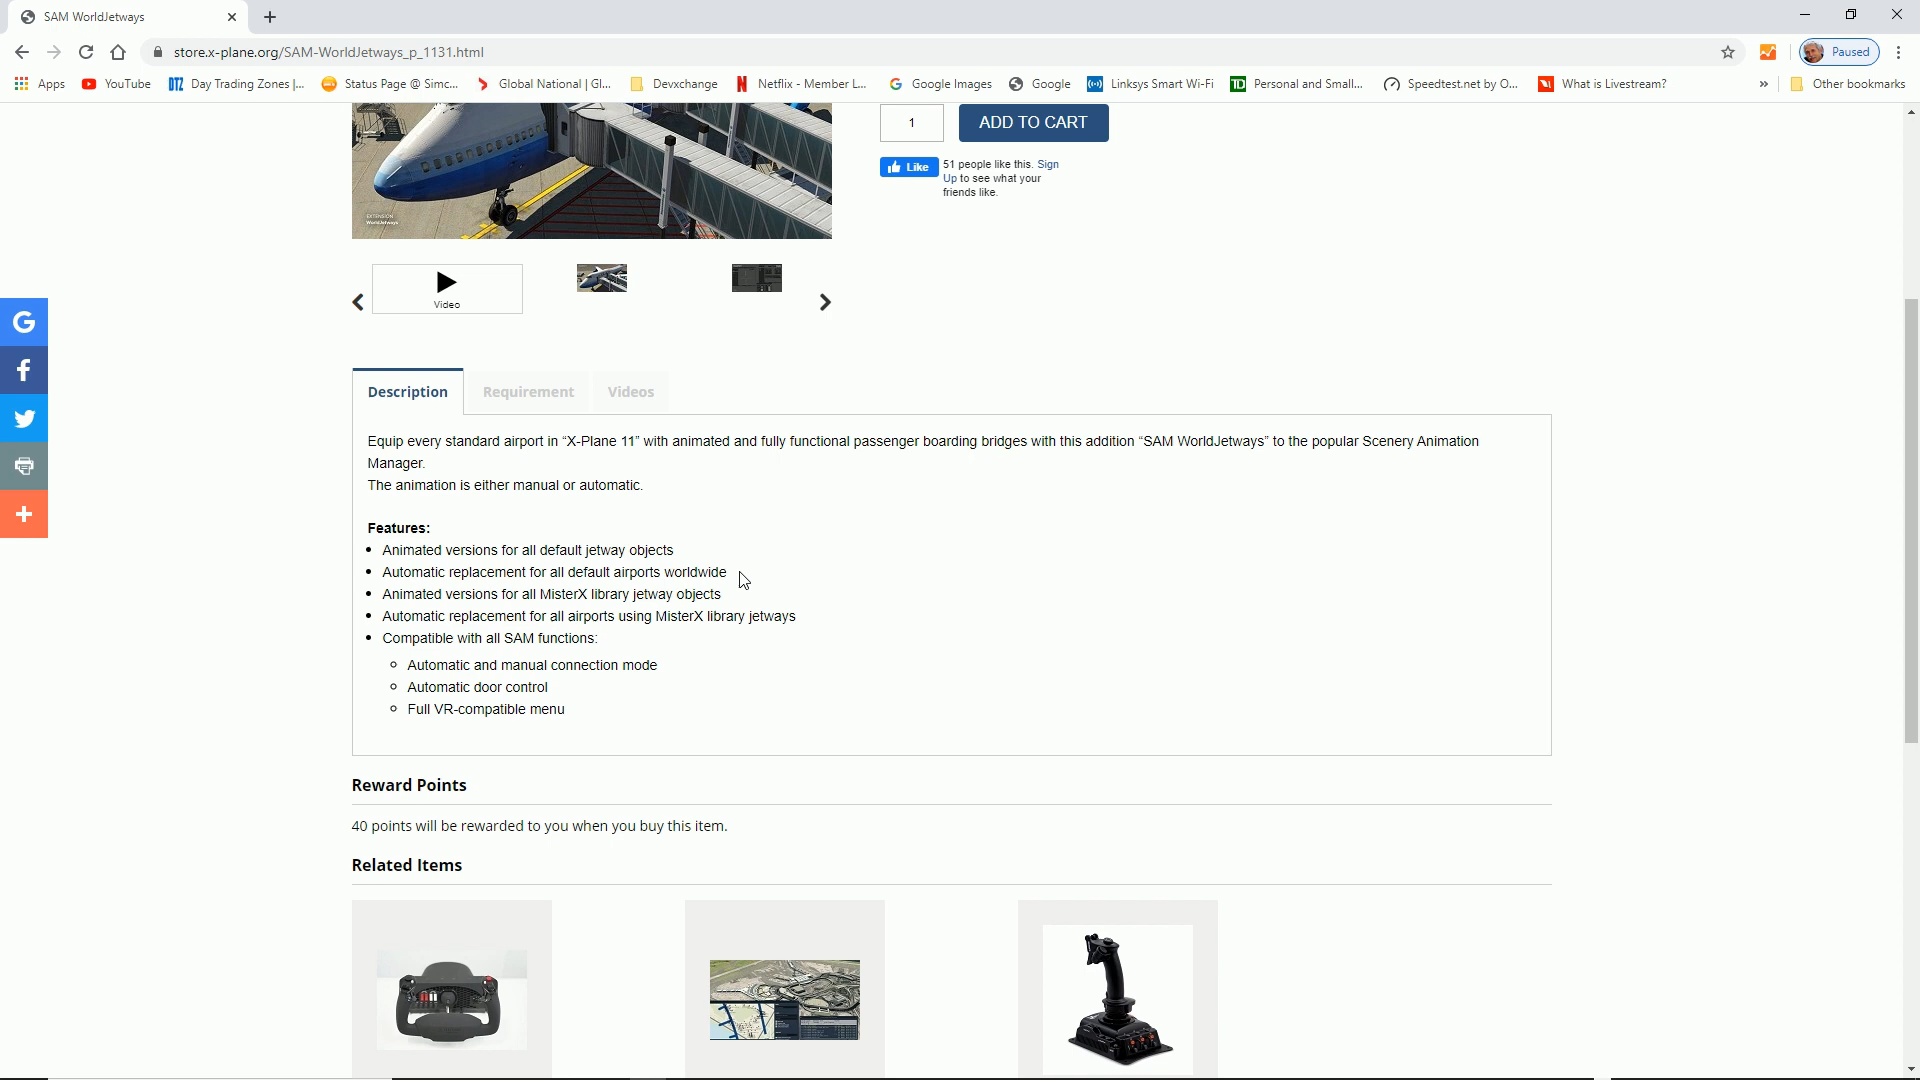 SAM WorldJetways
store.x-plane.org/SAM-WorldJetways_p_1131.html
Paused
Apps
YouTube
Day Trading Zones |...
Status Page @ Simc...
Global National | Gl...
Devxchange
Netflix - Member L...
Google Images
Google
Linksys Smart Wi-Fi
Personal and Small...
Speedtest.net by O...
What is Livestream?
»
Other bookmarks
1
ADD TO CART
Like
51 people like this. Sign
Up to see what your
friends like.
EXTENSION
WorldJetways
Video
Description
Requirement
Videos
Equip every standard airport in “X-Plane 11” with animated and fully functional passenger boarding bridges with this addition “SAM WorldJetways” to the popular Scenery Animation
Manager.
The animation is either manual or automatic.
Features:
• Animated versions for all default jetway objects
• Automatic replacement for all default airports worldwide
• Animated versions for all MisterX library jetway objects
• Automatic replacement for all airports using MisterX library jetways
• Compatible with all SAM functions:
Automatic and manual connection mode
Automatic door control
Full VR-compatible menu
Reward Points
40 points will be rewarded to you when you buy this item.
Related Items